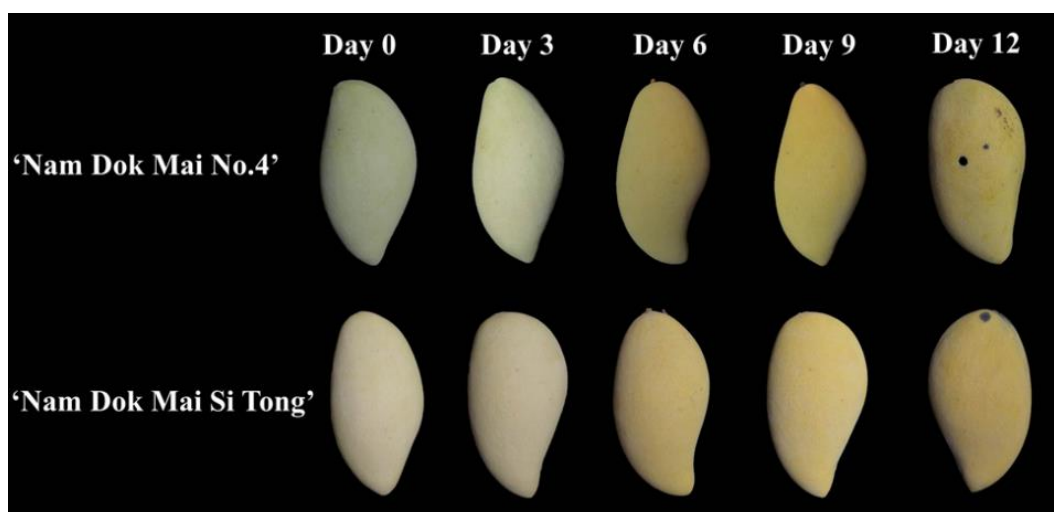 Day 0 Day 3 Day 6 Day 9 Day 12
‘Nam Dok Mai No.4’
‘Nam Dok Mai Si Tong’